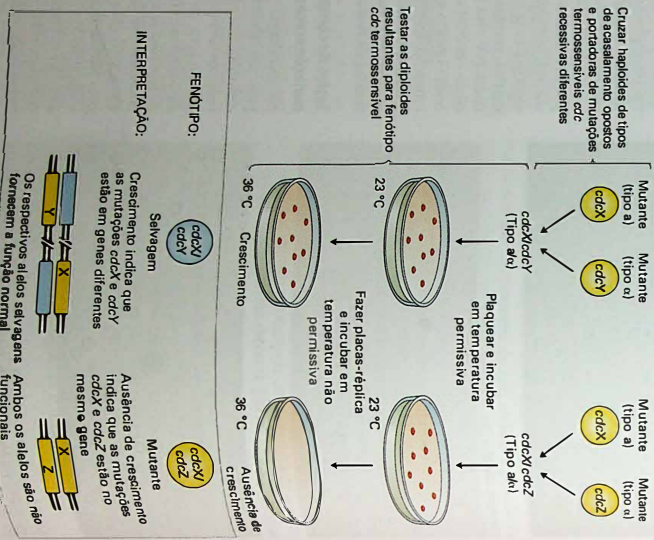 Cruzar haploides de tipos
de acasalamento opostos
e portadoras de mutações
termossensíveis cdc
recessivas diferentes
Mutante
(tipo a)
Mutante
(tipo α)
cdcX
cdcY
cdcX/cdcY
(Tipo a/α)
Mutante
(tipo a)
Mutante
(tipo α)
cdcX
cdcZ
cdcX/cdcZ
(Tipo a/α)
Testar as diploides
resultantes para fenótipo
cdc termossensível
Plaquear e incubar
em temperatura
permissiva
23 °C
23 °C
Fazer placas-réplica
e incubar em
temperatura não
permissiva
36 °C
Crescimento
36 °C
Ausência de
crescimento
FENÓTIPO:
cdcX/
cdcY
Selvagem
cdcX/
cdcZ
Mutante
INTERPRETAÇÃO:
Crescimento indica que
as mutações cdcX e cdcY
estão em genes diferentes
Ausência de crescimento
indica que as mutações
cdcX e cdcZ estão no
mesmo gene
X
Y
X
Z
Os respectivos alelos selvagens
fornecem a função normal
Ambos os alelos são não
funcionais